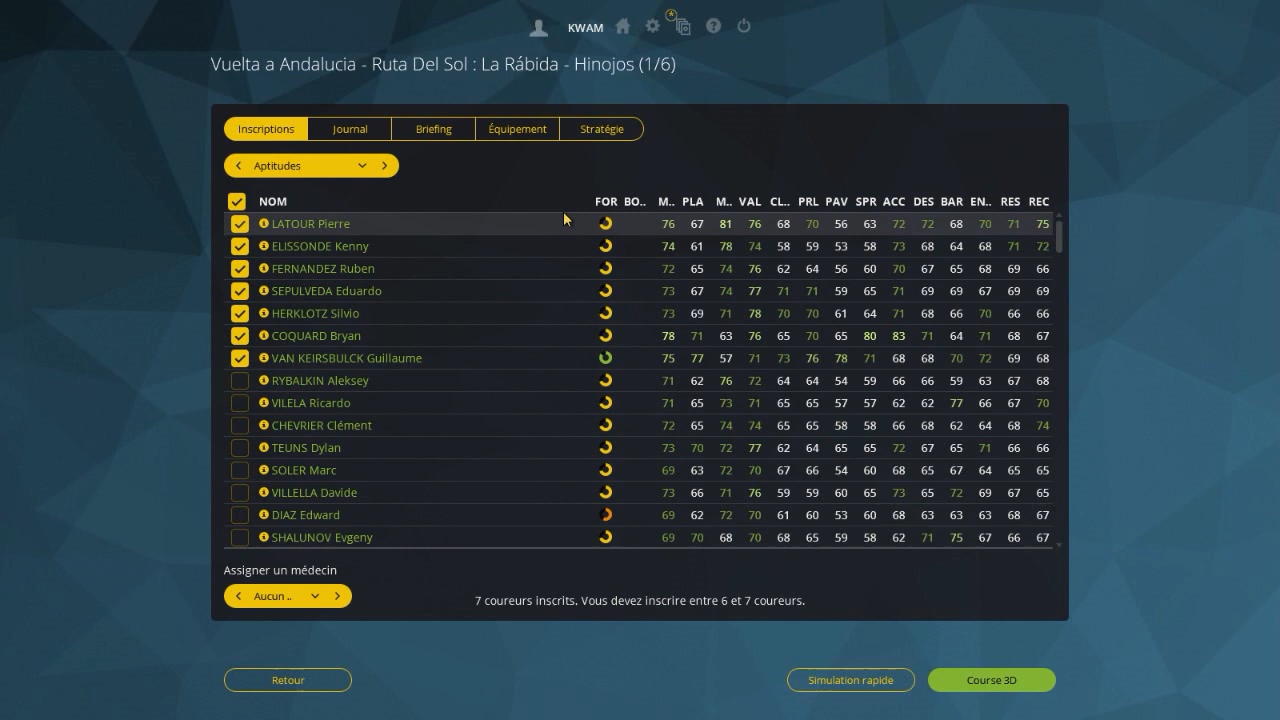 KWAM
Vuelta a Andalucia - Ruta Del Sol : La Rábida - Hinojos (1/6)
Inscriptions Journal Briefing Équipement Stratégie
Aptitudes
NOM FOR BO.. M.. PLA M.. VAL CL.. PRL PAV SPR ACC DES BAR EN.. RES REC
LATOUR Pierre 76 67 81 76 68 70 56 63 72 72 68 70 71 75
ELISSONDE Kenny 74 61 78 74 58 59 53 58 73 68 64 68 71 72
FERNANDEZ Ruben 72 65 74 76 62 64 56 60 70 67 65 68 69 66
SEPULVEDA Eduardo 73 67 74 77 71 71 59 65 71 69 69 67 69 69
HERKLOTZ Silvio 73 69 71 78 70 70 61 64 71 68 66 70 66 66
COQUARD Bryan 78 71 63 76 65 70 65 80 83 71 64 71 68 67
VAN KEIRSBULCK Guillaume 75 77 57 71 73 76 78 71 68 68 70 72 69 68
RYBALKIN Aleksey 71 62 76 72 64 64 54 59 66 66 59 63 67 68
VILELA Ricardo 71 65 73 71 65 65 57 57 62 62 77 66 67 70
CHEVRIER Clément 72 65 74 74 65 65 58 58 66 68 62 64 68 74
TEUNS Dylan 73 70 72 77 62 64 65 65 72 67 65 71 66 66
SOLER Marc 69 63 72 70 67 66 54 60 68 65 67 64 65 65
VILLELLA Davide 73 66 71 76 59 59 60 65 73 65 72 69 67 65
DIAZ Edward 69 62 72 70 61 60 53 60 68 63 63 63 68 67
SHALUNOV Evgeny 69 70 68 70 68 65 59 58 62 71 75 67 66 67
Assigner un médecin
Aucun ..
7 coureurs inscrits. Vous devez inscrire entre 6 et 7 coureurs.
Retour Simulation rapide Course 3D